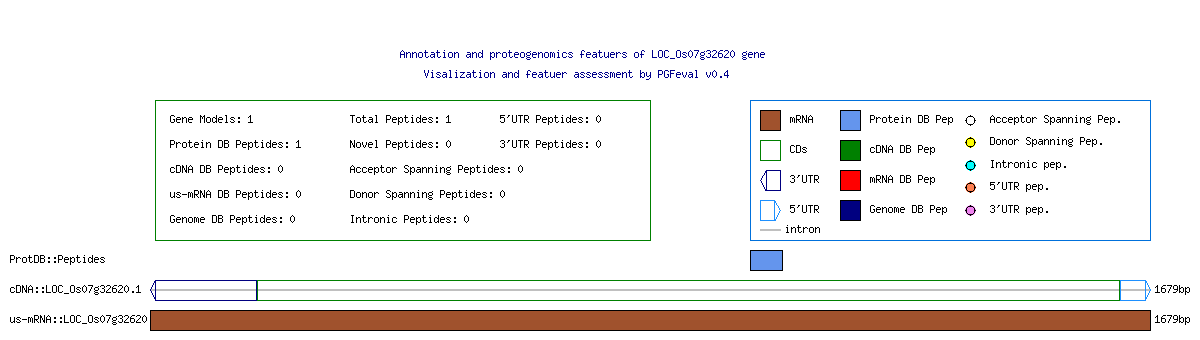 Annotation and proteogenomics featuers of LOC_Os07g32620 gene
Visalization and featuer assessment by PGFeval v0.4
Gene Models: 1 Total Peptides: 1 5'UTR Peptides: 0
Protein DB Peptides: 1 Novel Peptides: 0 3'UTR Peptides: 0
cDNA DB Peptides: 0 Acceptor Spanning Peptides: 0
us-mRNA DB Peptides: 0 Donor Spanning Peptides: 0
Genome DB Peptides: 0 Intronic Peptides: 0
mRNA Protein DB Pep Acceptor Spanning Pep.
CDs cDNA DB Pep Donor Spanning Pep.
3'UTR mRNA DB Pep Intronic pep.
5'UTR Genome DB Pep 5'UTR pep.
3'UTR pep.
intron
ProtDB::Peptides
cDNA::LOC_Os07g32620.1 1679bp
us-mRNA::LOC_Os07g32620 1679bp